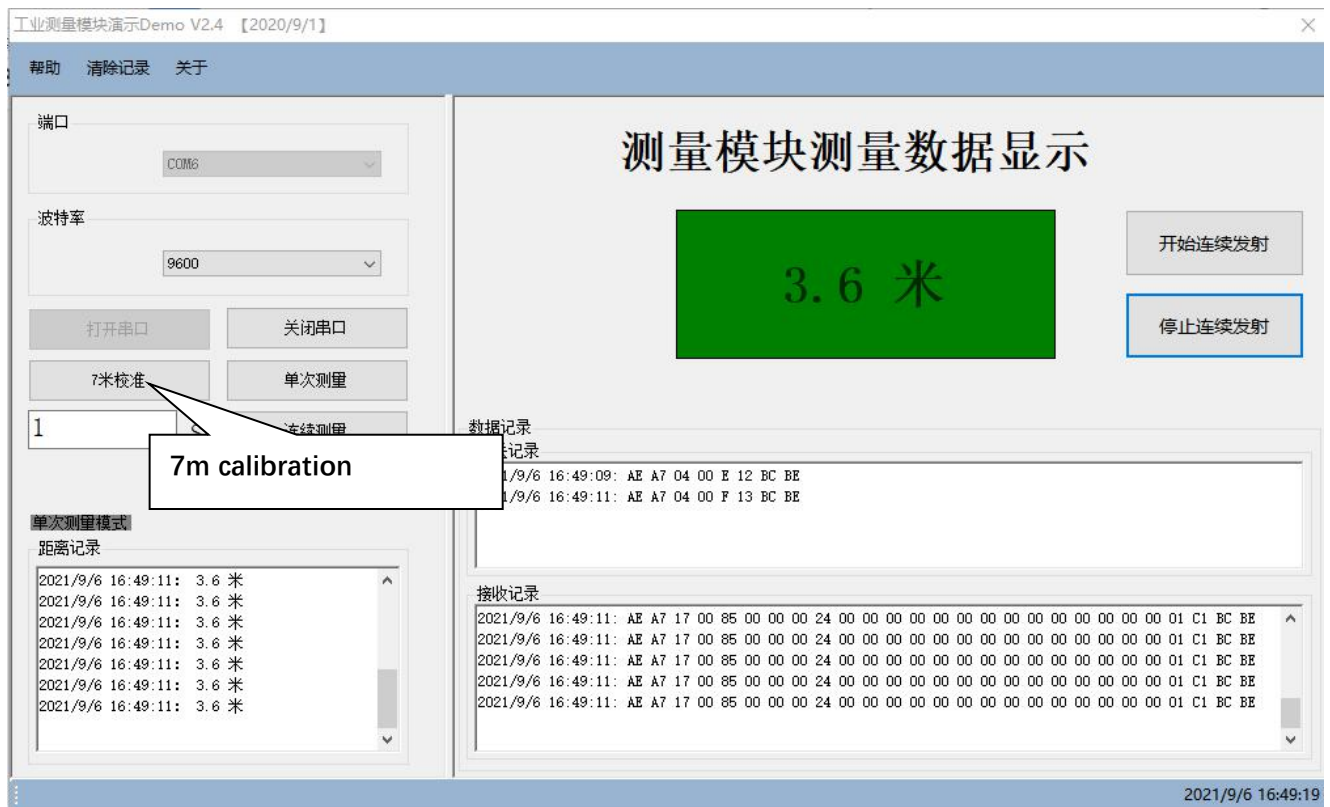 工业测量模块演示Demo V2.4 【2020/9/1】
帮助 清除记录 关于
端口
COM6
波特率
9600
打开串口 关闭串口
7米校准 单次测量
1
7m calibration
单次测量模式
距离记录
2021/9/6 16:49:11: 3.6 米
2021/9/6 16:49:11: 3.6 米
2021/9/6 16:49:11: 3.6 米
2021/9/6 16:49:11: 3.6 米
2021/9/6 16:49:11: 3.6 米
2021/9/6 16:49:11: 3.6 米
2021/9/6 16:49:11: 3.6 米
测量模块测量数据显示
3.6 米
开始连续发射
停止连续发射
数据记录
记录
1/9/6 16:49:09: AE A7 04 00 E 12 BC BE
1/9/6 16:49:11: AE A7 04 00 F 13 BC BE
接收记录
2021/9/6 16:49:11: AE A7 17 00 85 00 00 00 24 00 00 00 00 00 00 00 00 00 00 00 00 00 00 01 C1 BC BE
2021/9/6 16:49:11: AE A7 17 00 85 00 00 00 24 00 00 00 00 00 00 00 00 00 00 00 00 00 00 01 C1 BC BE
2021/9/6 16:49:11: AE A7 17 00 85 00 00 00 24 00 00 00 00 00 00 00 00 00 00 00 00 00 00 01 C1 BC BE
2021/9/6 16:49:11: AE A7 17 00 85 00 00 00 24 00 00 00 00 00 00 00 00 00 00 00 00 00 00 01 C1 BC BE
2021/9/6 16:49:11: AE A7 17 00 85 00 00 00 24 00 00 00 00 00 00 00 00 00 00 00 00 00 00 01 C1 BC BE
2021/9/6 16:49:19